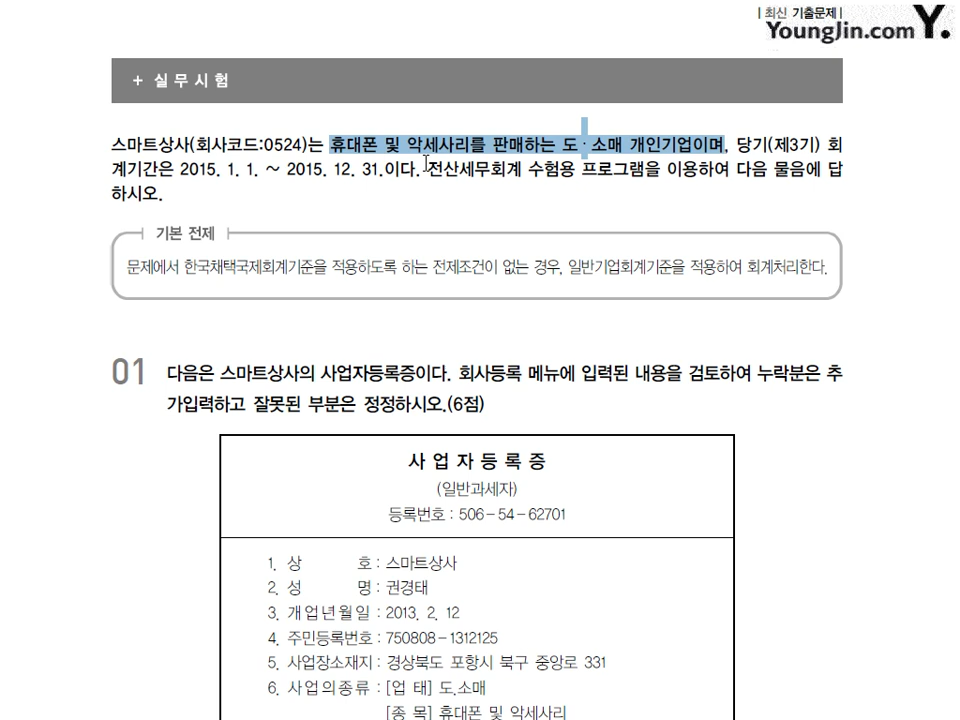 |최신 기출문제|
YoungJin.com Y.
+ 실무시험
스마트상사(회사코드:0524)는 휴대폰 및 악세사리를 판매하는 도·소매 개인기업이며, 당기(제3기) 회
계기간은 2015. 1. 1. ~ 2015. 12. 31.이다. 전산세무회계 수험용 프로그램을 이용하여 다음 물음에 답
하시오.
기본 전제
문제에서 한국채택국제회계기준을 적용하도록 하는 전제조건이 없는 경우, 일반기업회계기준을 적용하여 회계처리한다.
01 다음은 스마트상사의 사업자등록증이다. 회사등록 메뉴에 입력된 내용을 검토하여 누락분은 추
가입력하고 잘못된 부분은 정정하시오.(6점)
사 업 자 등 록 증
(일반과세자)
등록번호 : 506-54-62701
1. 상 호 : 스마트상사
2. 성 명 : 권경태
3. 개업년월일 : 2013. 2. 12
4. 주민등록번호 : 750808-1312125
5. 사업장소재지 : 경상북도 포항시 북구 중앙로 331
6. 사업의종류 : [업 태] 도.소매
[종 목] 휴대폰 및 악세사리